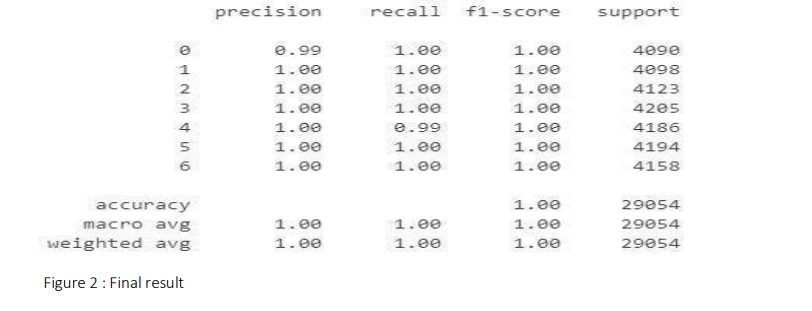 precision recall f1-score support
0 0.99 1.00 1.00 4090
1 1.00 1.00 1.00 4098
2 1.00 1.00 1.00 4123
3 1.00 1.00 1.00 4205
4 1.00 0.99 1.00 4186
5 1.00 1.00 1.00 4194
6 1.00 1.00 1.00 4158
accuracy 1.00 29054
macro avg 1.00 1.00 1.00 29054
weighted avg 1.00 1.00 1.00 29054
Figure 2 : Final result